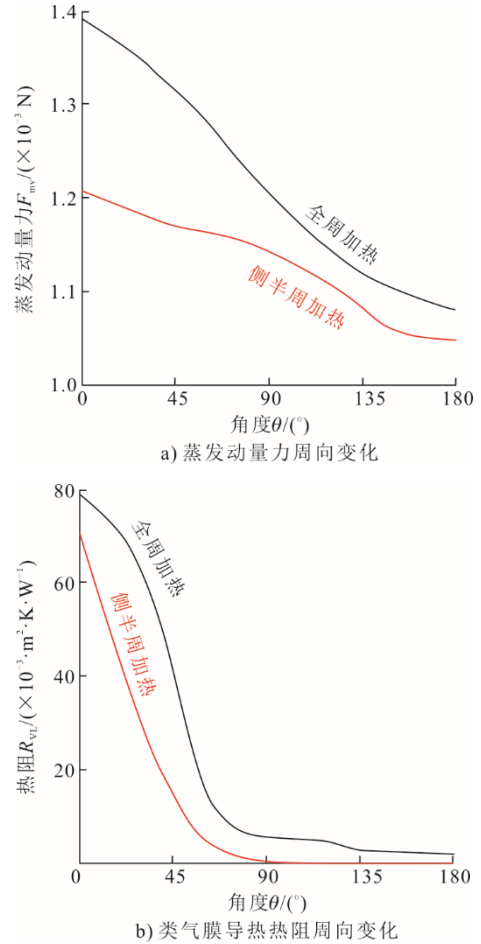 1.4
1.3
1.2
1.1
1.0
蒸发动量力Fmv/(×10⁻³ N)
全周加热
侧半周加热
0 45 90 135 180
角度θ/(°)
a) 蒸发动量力周向变化
80
60
40
20
热阻RVL/(×10⁻³·m²·K·W⁻¹)
全周加热
侧半周加热
0 45 90 135 180
角度θ/(°)
b) 类气膜导热热阻周向变化